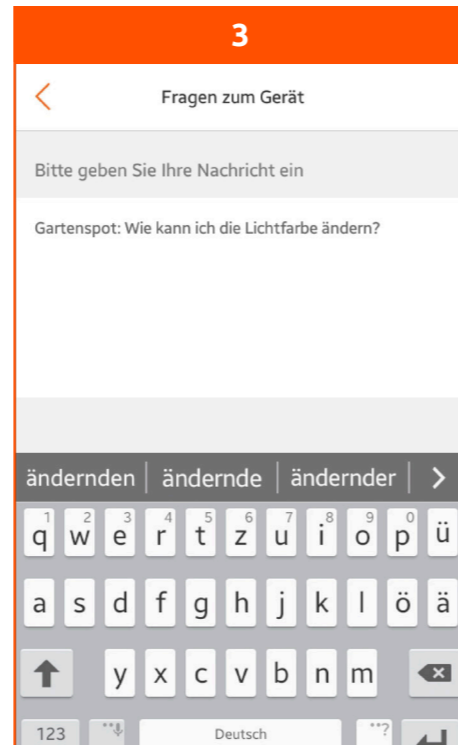 3
Fragen zum Gerät
Bitte geben Sie Ihre Nachricht ein
Gartenspot: Wie kann ich die Lichtfarbe ändern?
ändernden ändernde ändernder
1 2 3 4 5 6 7 8 9 0
q w e r t z u i o p ü
a s d f g h j k l ö ä
y x c v b n m
123 Deutsch ?